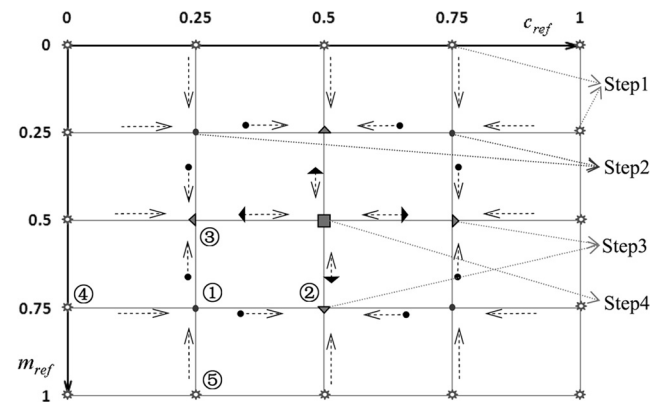 0 0.25 0.5 0.75 1
c_ref
0
Step1
0.25
Step2
0.5
③
Step3
④ ① ②
0.75
Step4
m_ref
⑤
1